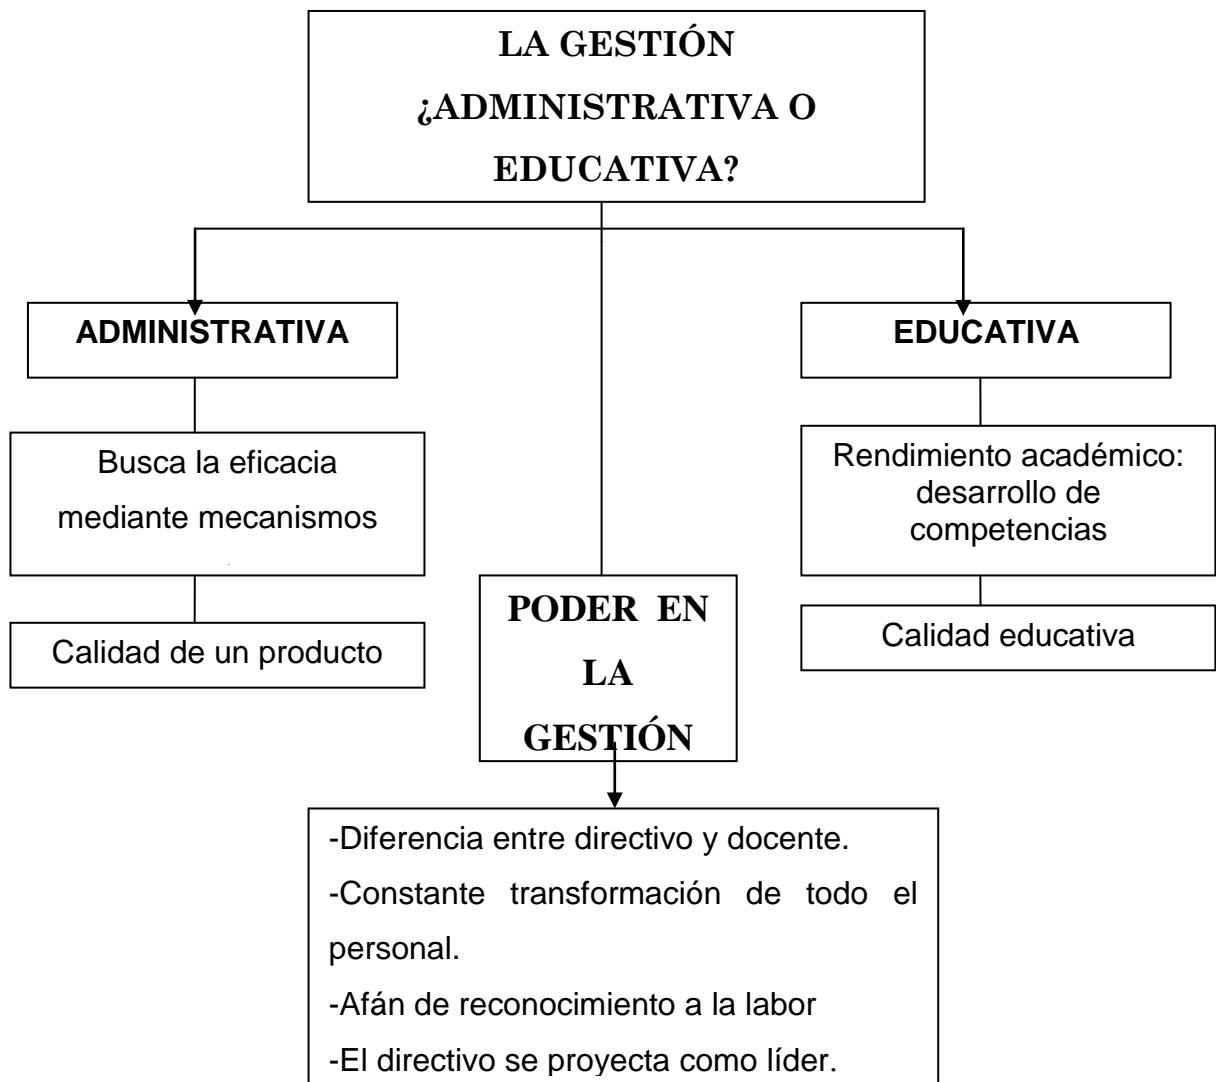 LA GESTIÓN
¿ADMINISTRATIVA O
EDUCATIVA?
ADMINISTRATIVA
EDUCATIVA
Busca la eficacia
mediante mecanismos
Rendimiento académico:
desarrollo de
competencias
Calidad de un producto
Calidad educativa
PODER EN
LA
GESTIÓN
-Diferencia entre directivo y docente.
-Constante transformación de todo el
personal.
-Afán de reconocimiento a la labor
-El directivo se proyecta como líder.